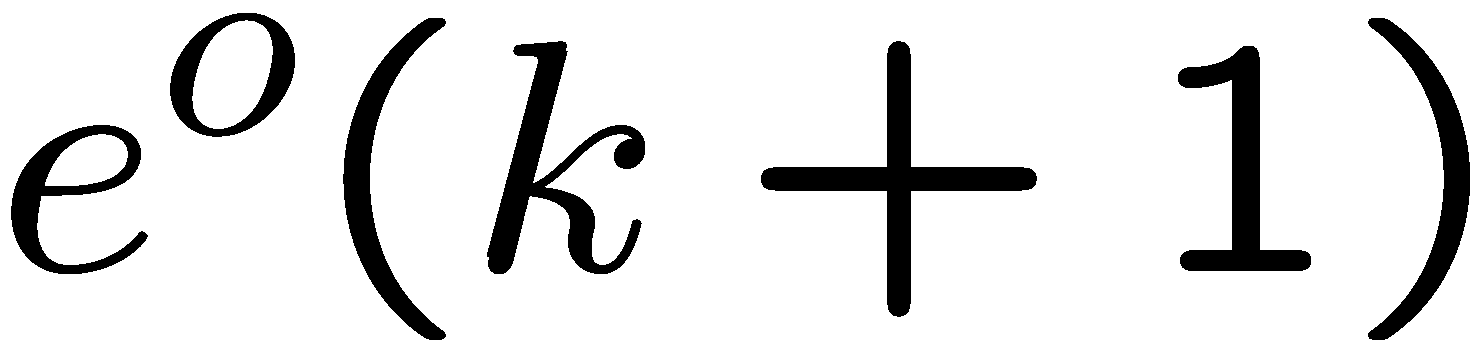 e^o(k + 1)